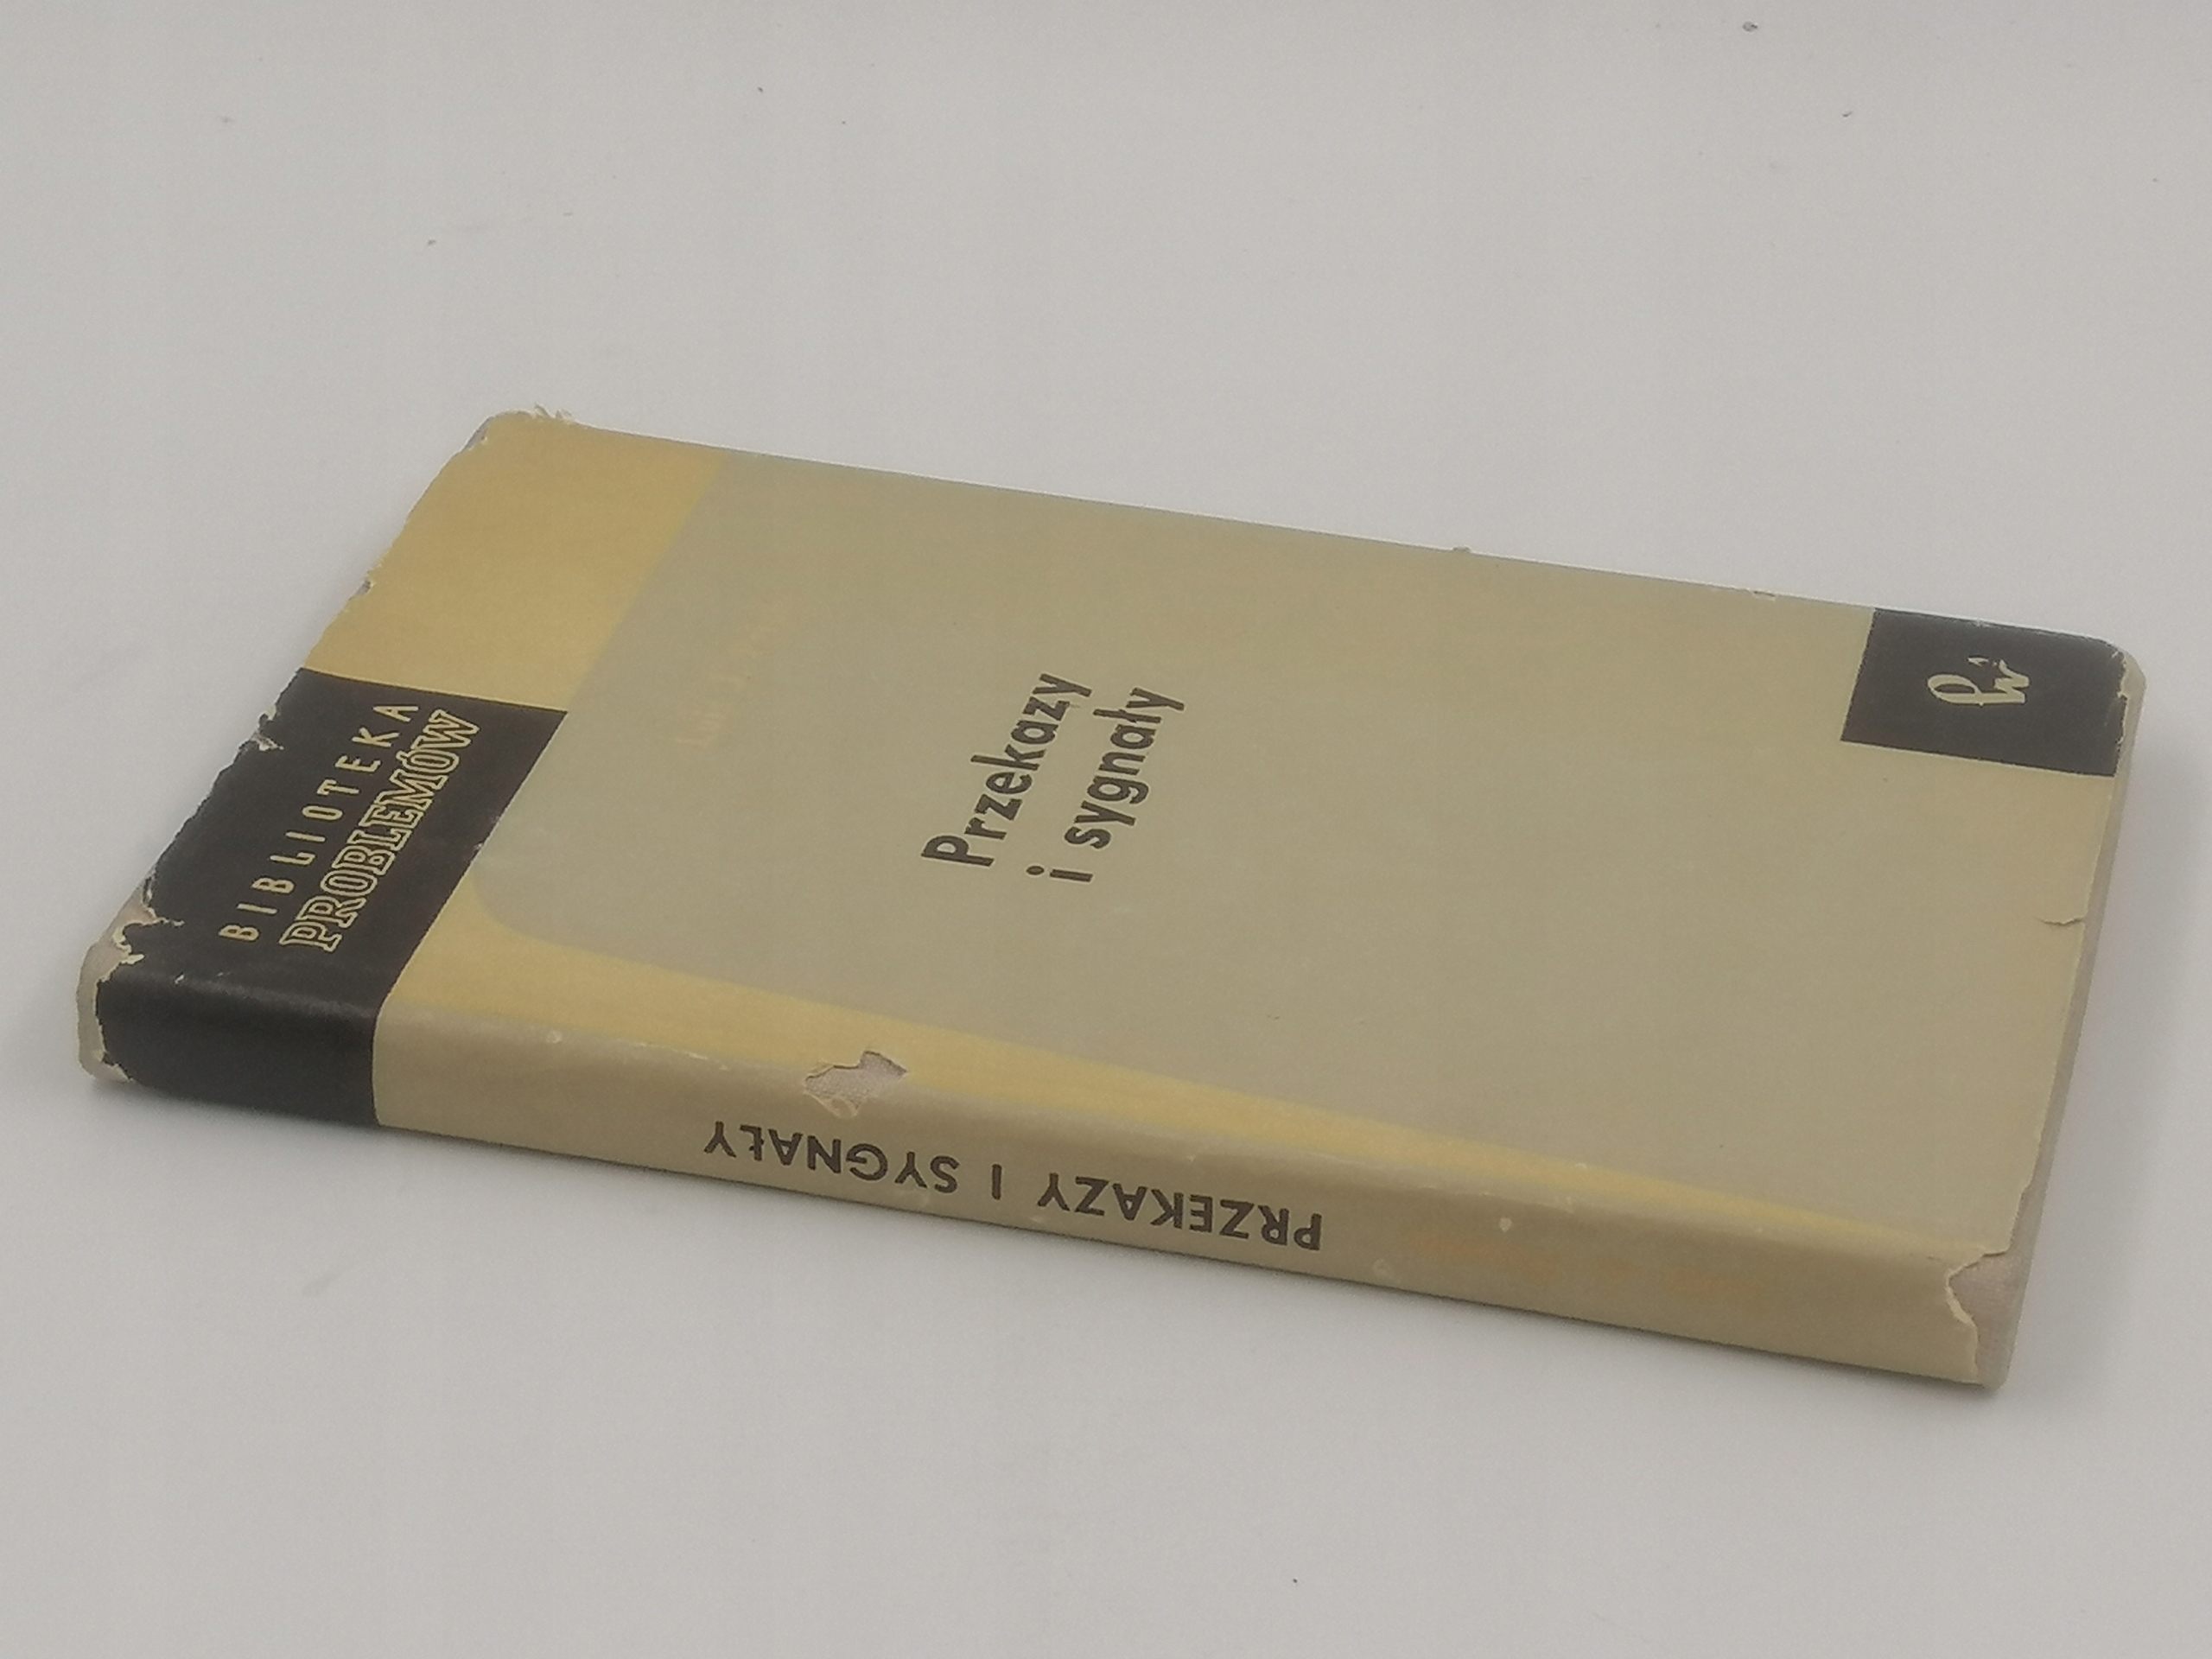 BIBLIOTEKA
PROBLEMÓW
Przekazy
i sygnały
PRZEKAZY I SYGNAŁY